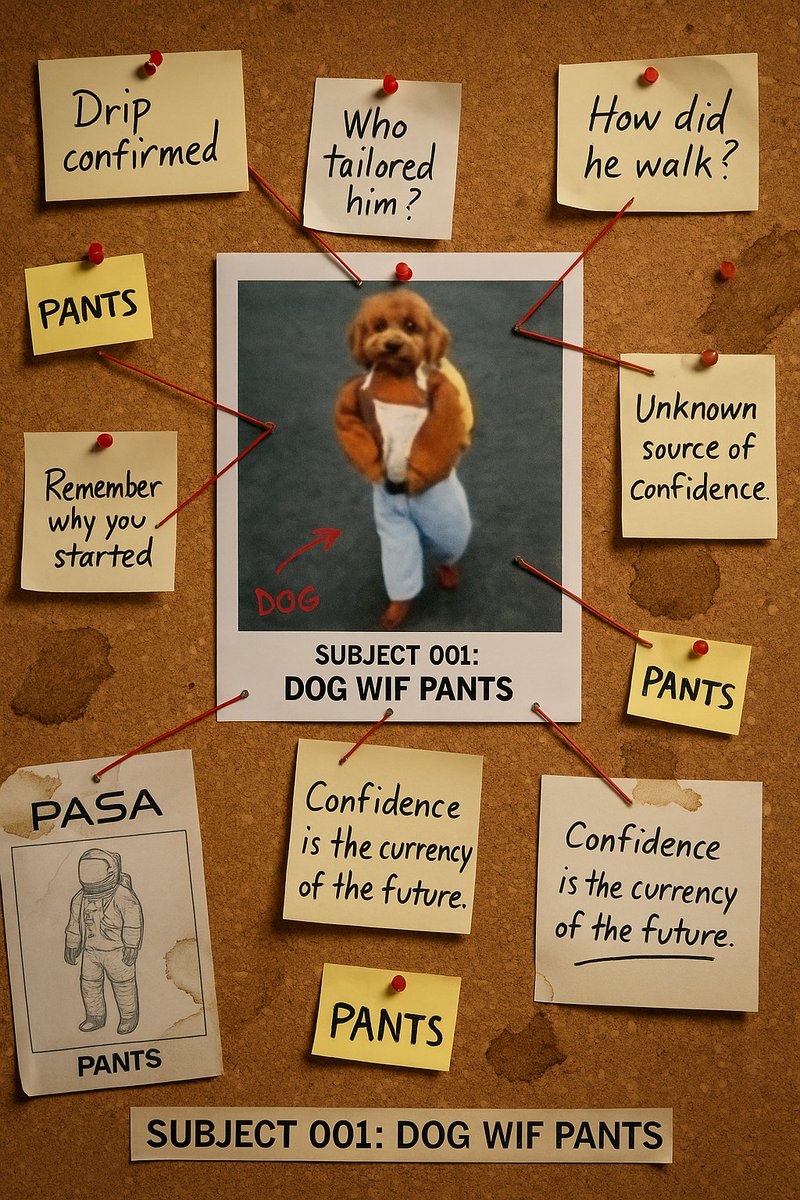 Drip
confirmed
Who
tailored
him?
How did
he walk?
PANTS
Remember
why you
started
DOG
SUBJECT 001:
DOG WIF PANTS
Unknown
source of
confidence.
PANTS
PASA
PANTS
Confidence
is the currency
of the future.
Confidence
is the currency
of the future.
PANTS
SUBJECT 001: DOG WIF PANTS